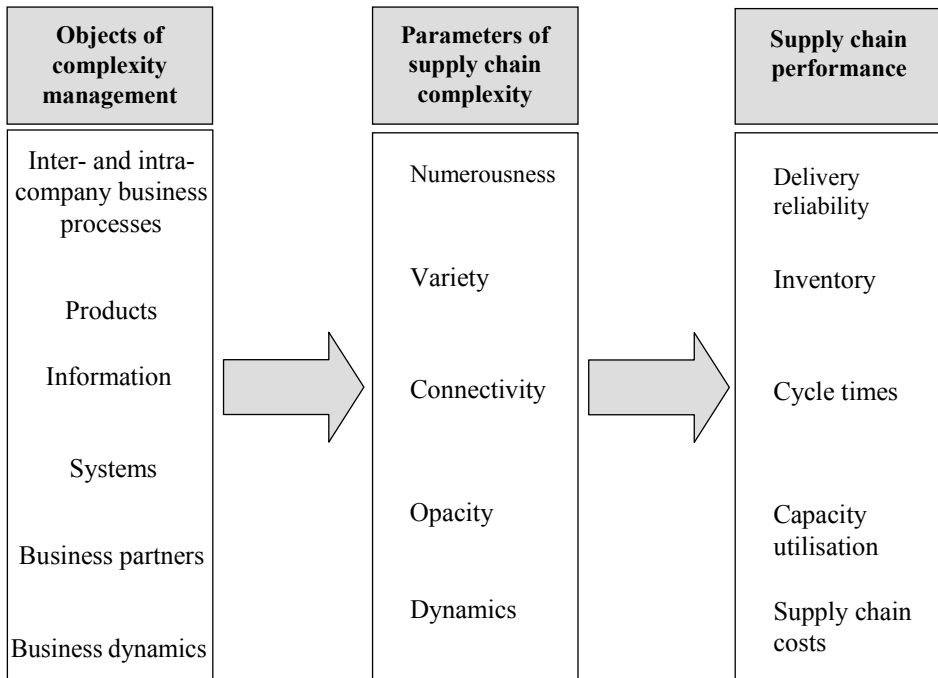 Objects of
complexity
management
Inter- and intra-
company business
processes
Products
Information
Systems
Business partners
Business dynamics
Parameters of
supply chain
complexity
Numerousness
Variety
Connectivity
Opacity
Dynamics
Supply chain
performance
Delivery
reliability
Inventory
Cycle times
Capacity
utilisation
Supply chain
costs